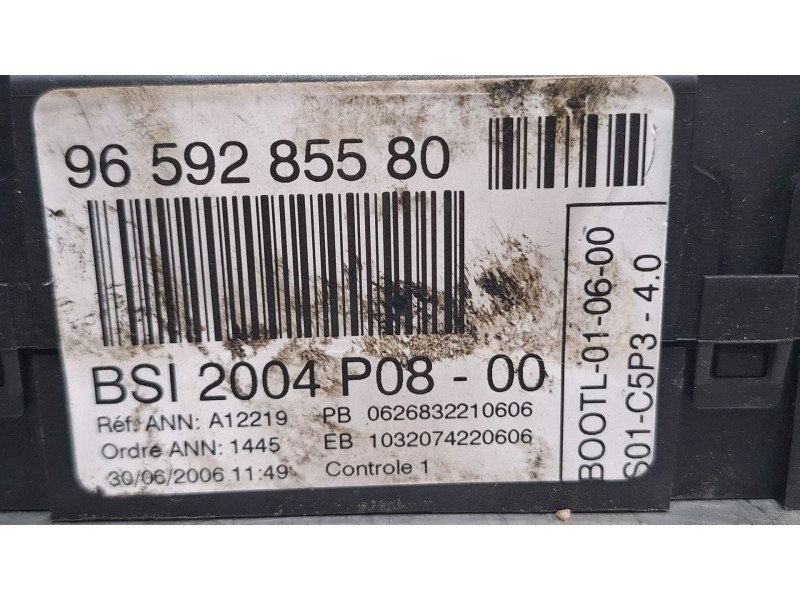 96 592 855 80
BSI 2004 P08 - 00
Réf. ANN: A12219 PB 0626832210606
Ordre ANN: 1445 EB 1032074220606
30/06/2006 11:49 Controle 1
BOOTL-01-06-00
S01-C5P3 - 4.0